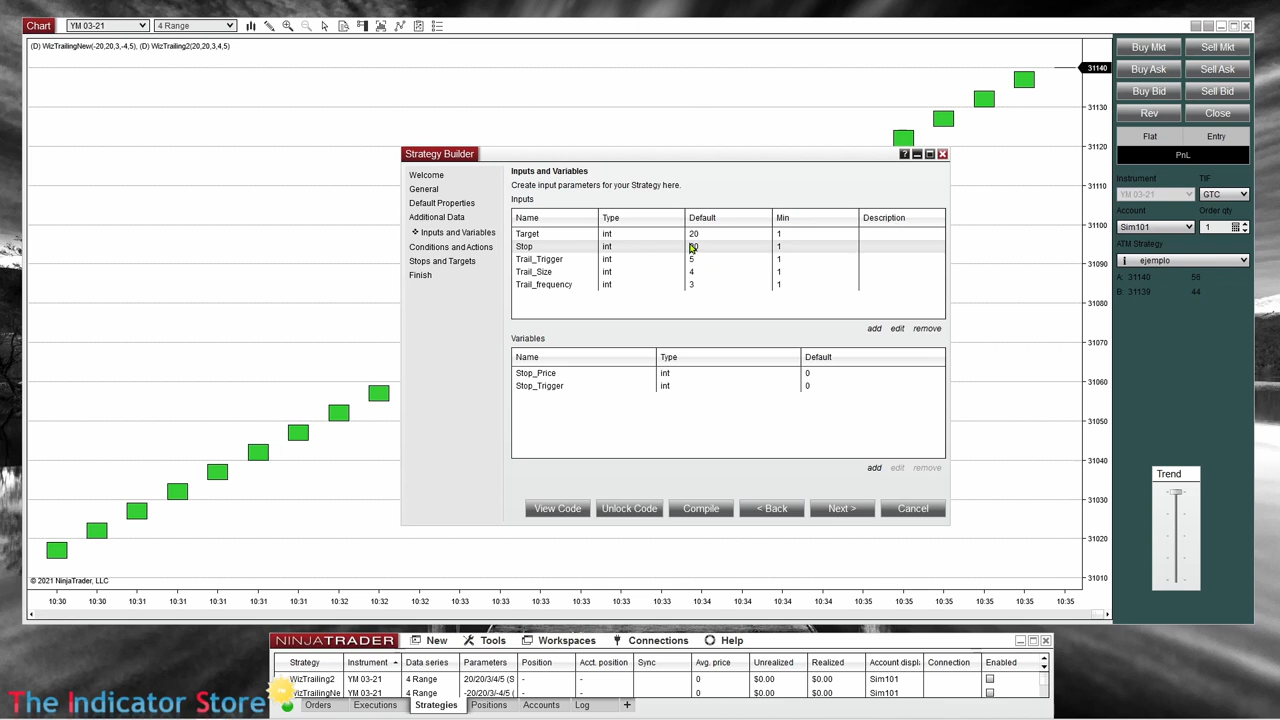 Chart
YM 03-21
4 Range
(D) WizTrailingNew(-20,20,3,-4,5), (D) WizTrailing2(20,20,3,4,5)
31140
31130
31120
31110
31100
31090
31080
31070
31060
31050
31040
31030
31020
31010
© 2021 NinjaTrader, LLC
10:30 10:30 10:31 10:31 10:31 10:31 10:31 10:32 10:32 10:32 10:32 10:33 10:33 10:33 10:33 10:33 10:34 10:34 10:34 10:34 10:35 10:35 10:35 10:35 10:35 10:35
Buy Mkt Sell Mkt
Buy Ask Sell Ask
Buy Bid Sell Bid
Rev Close
Flat Entry
PnL
Instrument TIF
YM 03-21 GTC
Account Order qty
Sim101 1
ATM Strategy
ejemplo
A: 31140 56
B: 31139 44
Trend
Strategy Builder
?
Welcome
General
Default Properties
Additional Data
Inputs and Variables
Conditions and Actions
Stops and Targets
Finish
Inputs and Variables
Create input parameters for your Strategy here.
Inputs
Name Type Default Min Description
Target int 20 1
Stop int 1
Trail_Trigger int 5 1
Trail_Size int 4 1
Trail_frequency int 3 1
add edit remove
Variables
Name Type Default
Stop_Price int 0
Stop_Trigger int 0
add edit remove
View Code Unlock Code Compile < Back Next > Cancel
NINJATRADER New Tools Workspaces Connections Help
Strategy Instrument Data series Parameters Position Acct. position Sync Avg. price Unrealized Realized Account displ. Connection Enabled
WizTrailing2 YM 03-21 4 Range 20/20/3/4/5 (S - - 0 $0.00 $0.00 Sim101
WizTrailingNe YM 03-21 4 Range -20/20/3/-4/5 ( - - 0 $0.00 $0.00 Sim101
Orders Executions Strategies Positions Accounts Log +
The Indicator Store